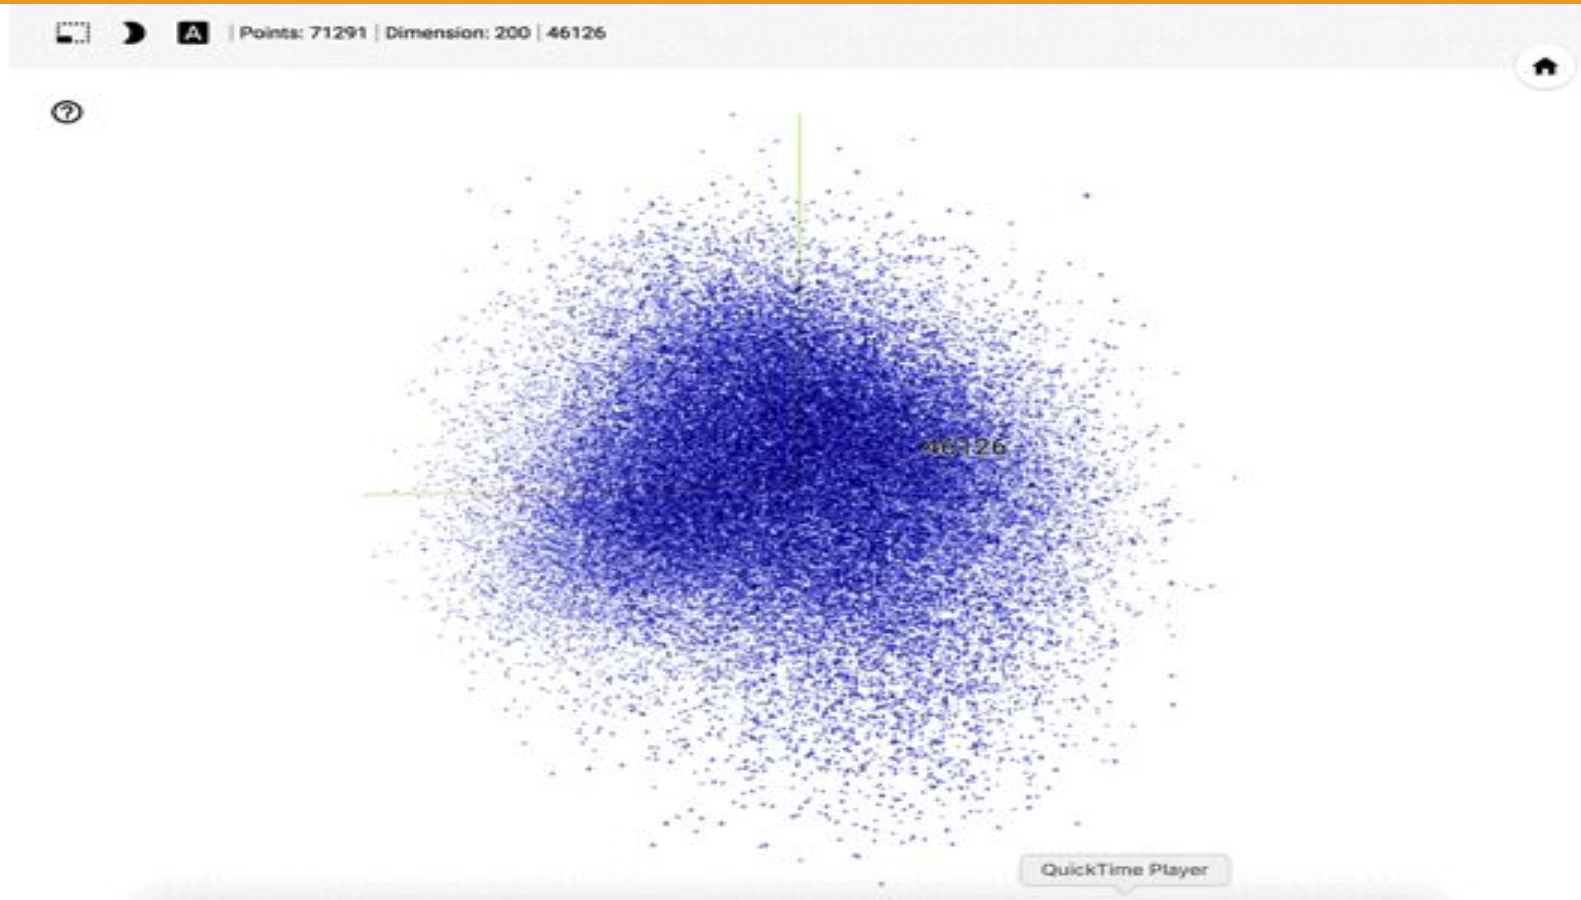 A | Points: 71291 | Dimension: 200 | 46126
?
46126
QuickTime Player